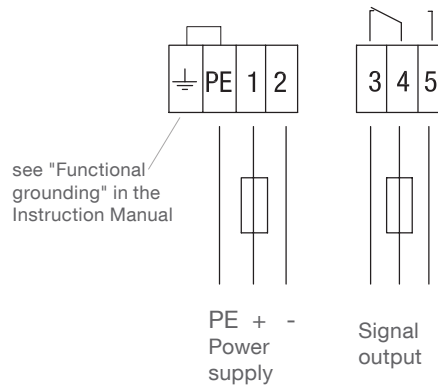 PE 1 2
3 4 5
see "Functional
grounding" in the
Instruction Manual
PE + -
Power
supply
Signal
output